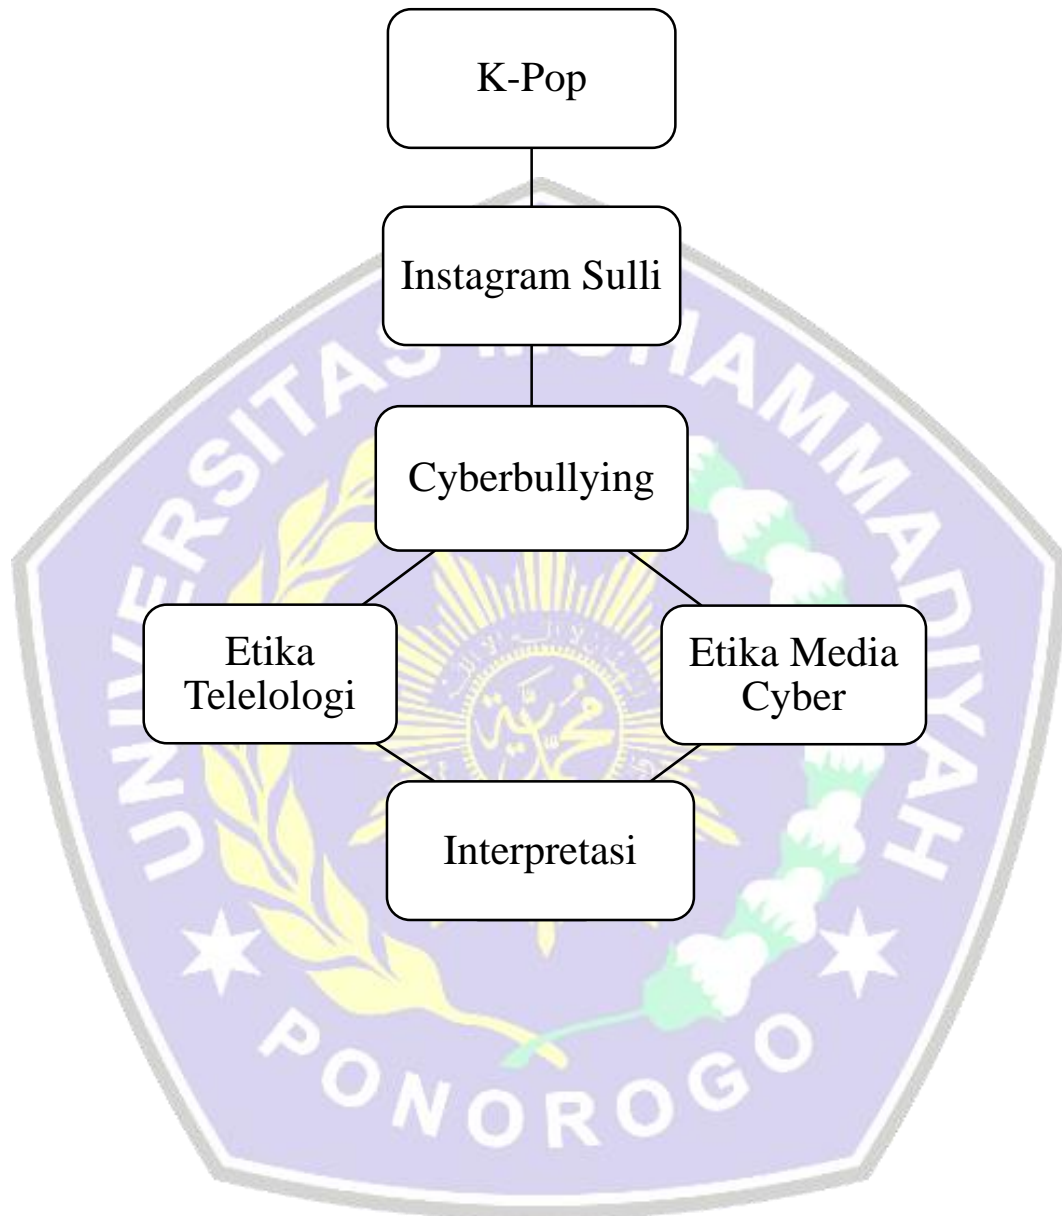 K-Pop
Instagram Sulli
Cyberbullying
Etika
Telelologi
Etika Media
Cyber
Interpretasi
UNIVERSITAS MUHAMMADIYAH
PONOROGO